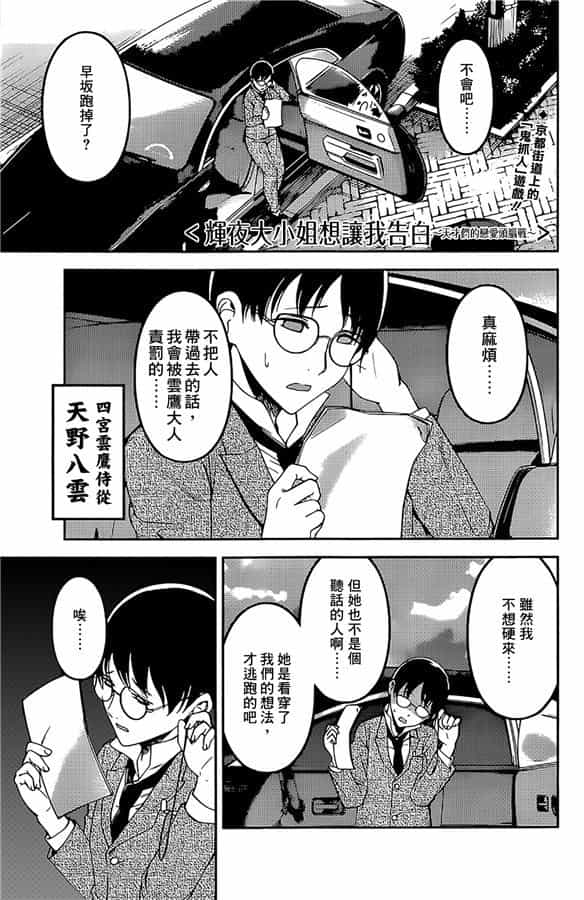 不會吧……
京都街道上的
「鬼抓人」遊戲!!
早坂跑掉了?
<輝夜大小姐想讓我告白~天才們的戀愛頭腦戰~>
真麻煩……
不把人
帶過去的話,
我會被雲鷹大人
責罰的……
四宮雲鷹侍從
天野八雲
雖然我
不想硬來……
但她也不是個
聽話的人啊……
她是看穿了
我們的想法,
才逃跑的吧
唉……